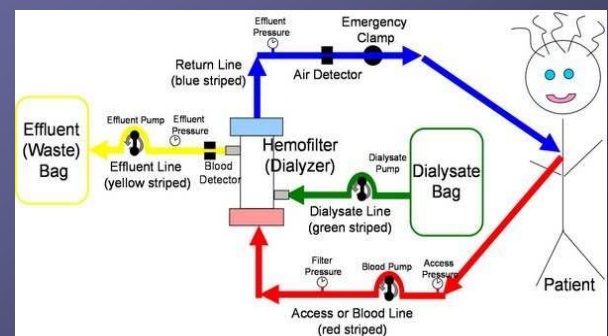 Effluent
Pressure
Emergency
Clamp
Return Line
(blue striped)
Air Detector
Effluent Pump
Effluent
Pressure
Effluent
(Waste)
Bag
Effluent Line
(yellow striped)
Blood
Detector
Hemofilter
(Dialyzer)
Dialysate
Pump
Dialysate
Bag
Dialysate Line
(green striped)
Filter
Pressure
Blood Pump
Access
Pressure
Patient
Access or Blood Line
(red striped)